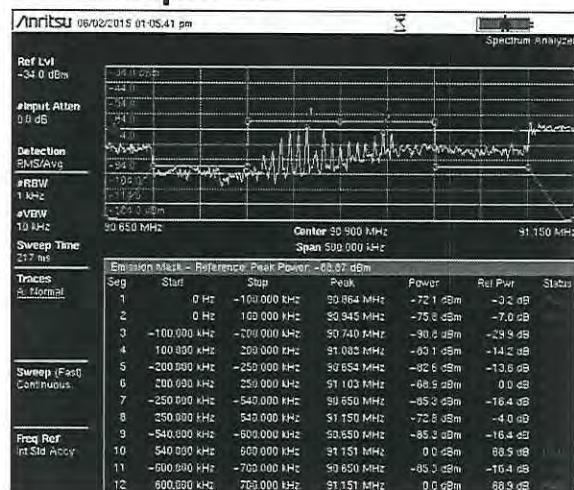 Anritsu 06/02/2015 01:05:41 pm
Spectrum Analyzer
Ref Lvl
-34.0 dBm
#Input Atten
0.0 dB
Detection
RMS/Avg
#RBW
1 kHz
#VBW
10 kHz
Sweep Time
217 ms
Traces
A: Normal
Sweep (Fast)
Continuous
Freq Ref
Int Std Accy
-34.0 dBm
-44.0
1
90.650 MHz
Center 90.900 MHz
91.150 MHz
Span 500.000 kHz
Emission Mask - Reference: Peak Power:
Seg Start Stop Peak Power Rel Pwr Status
1 0 Hz -100.000 kHz 90.864 MHz -72.1 dBm -3.2 dB
2 0 Hz 100.000 kHz 90.945 MHz -75.8 dBm -7.0 dB
3 -100.000 kHz -200.000 kHz 90.740 MHz -98.8 dBm -29.9 dB
4 100.000 kHz 200.000 kHz 91.083 MHz -83.1 dBm -14.2 dB
5 -200.000 kHz -250.000 kHz 90.654 MHz -82.6 dBm -13.6 dB
6 200.000 kHz 250.000 kHz 91.103 MHz -68.9 dBm 0.0 dB
7 -250.000 kHz -540.000 kHz 90.650 MHz -85.3 dBm -16.4 dB
8 250.000 kHz 540.000 kHz 91.150 MHz -72.8 dBm -4.0 dB
9 -540.000 kHz -600.000 kHz 90.650 MHz -85.3 dBm -16.4 dB
10 540.000 kHz 600.000 kHz 91.151 MHz 0.0 dBm 68.9 dB
11 -600.000 kHz -700.000 kHz 90.650 MHz -85.3 dBm -16.4 dB
12 600.000 kHz 700.000 kHz 91.151 MHz 0.0 dBm 68.9 dB